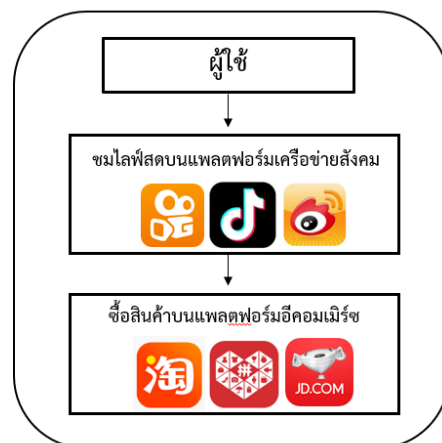 ผู้ใช้
ชมไลฟ์สดบนแพลตฟอร์มเครือข่ายสังคม
ซื้อสินค้าบนแพลตฟอร์มอีคอมเมิร์ซ
淘
拼
JD.COM